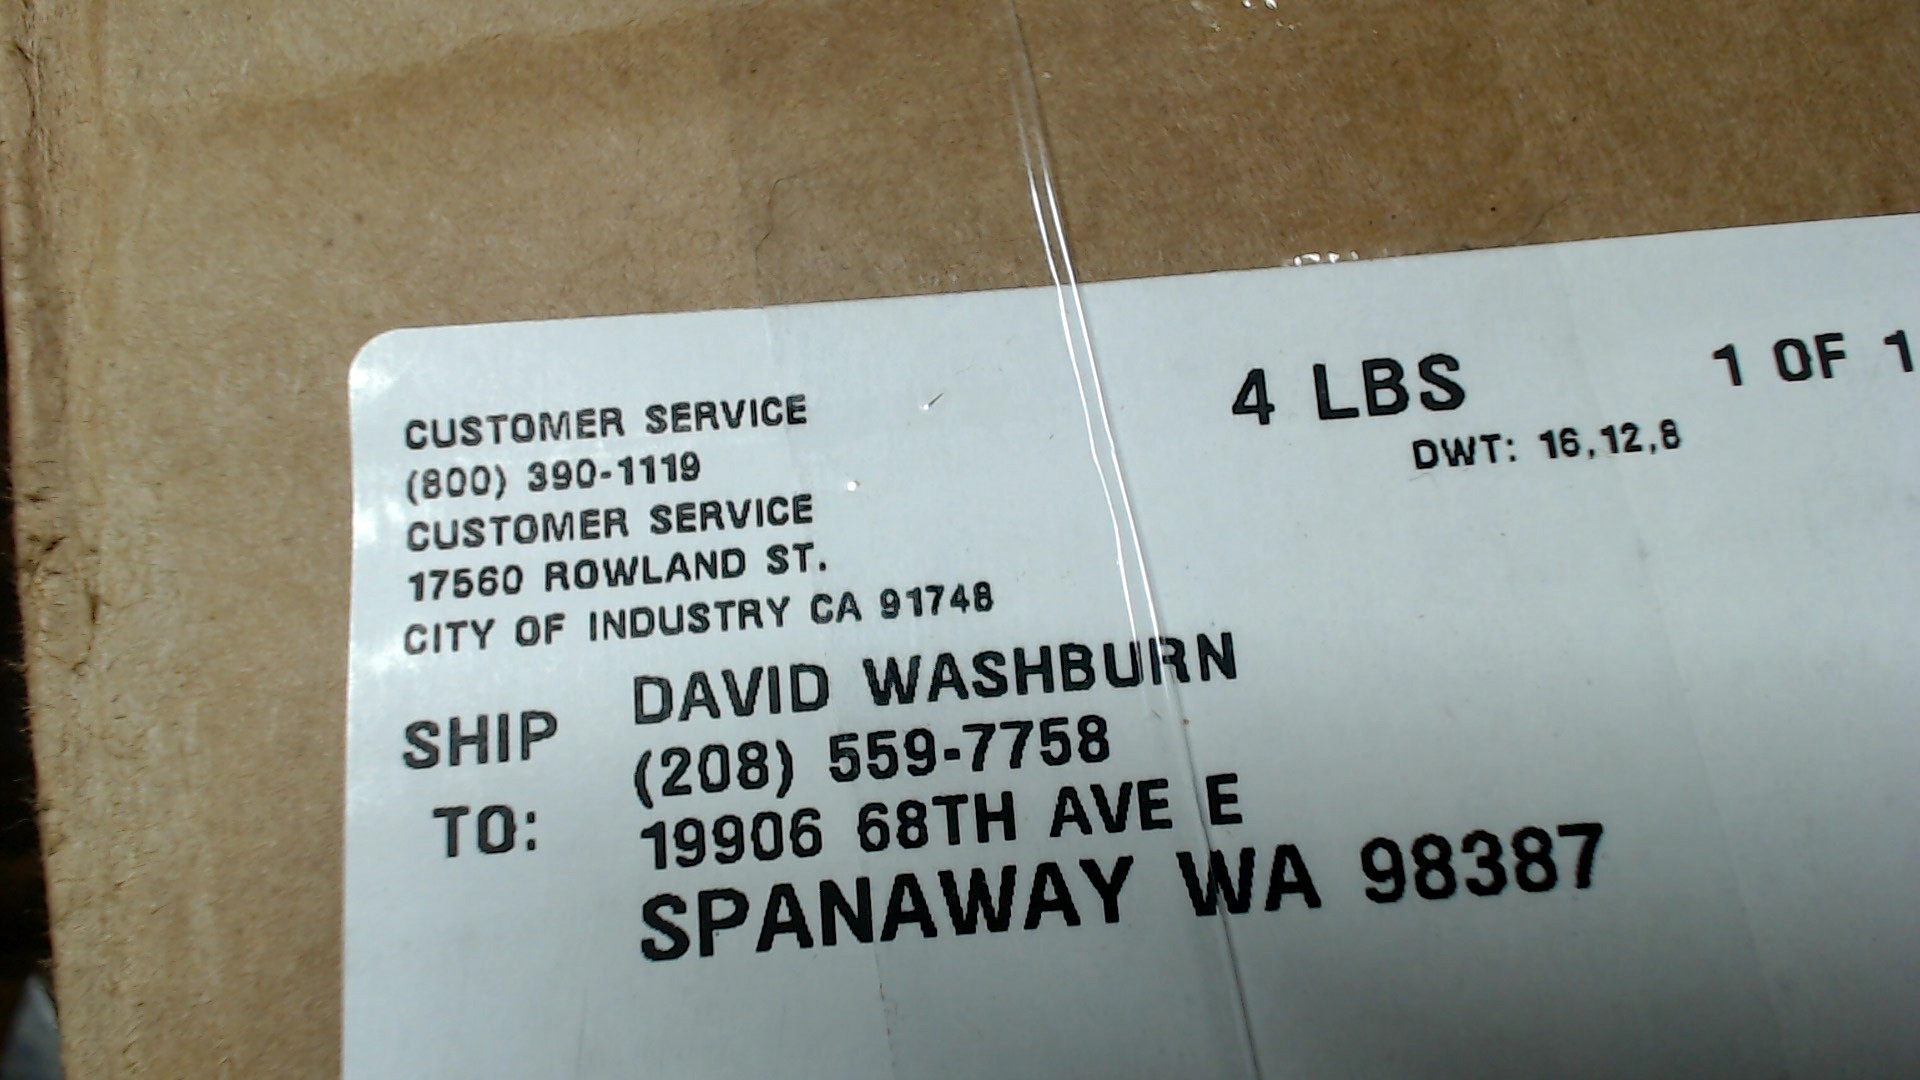 CUSTOMER SERVICE
(800) 390-1119
CUSTOMER SERVICE
17560 ROWLAND ST.
CITY OF INDUSTRY CA 91748
4 LBS
1 OF 1
DWT: 16,12,8
SHIP
TO:
DAVID WASHBURN
(208) 559-7758
19906 68TH AVE E
SPANAWAY WA 98387